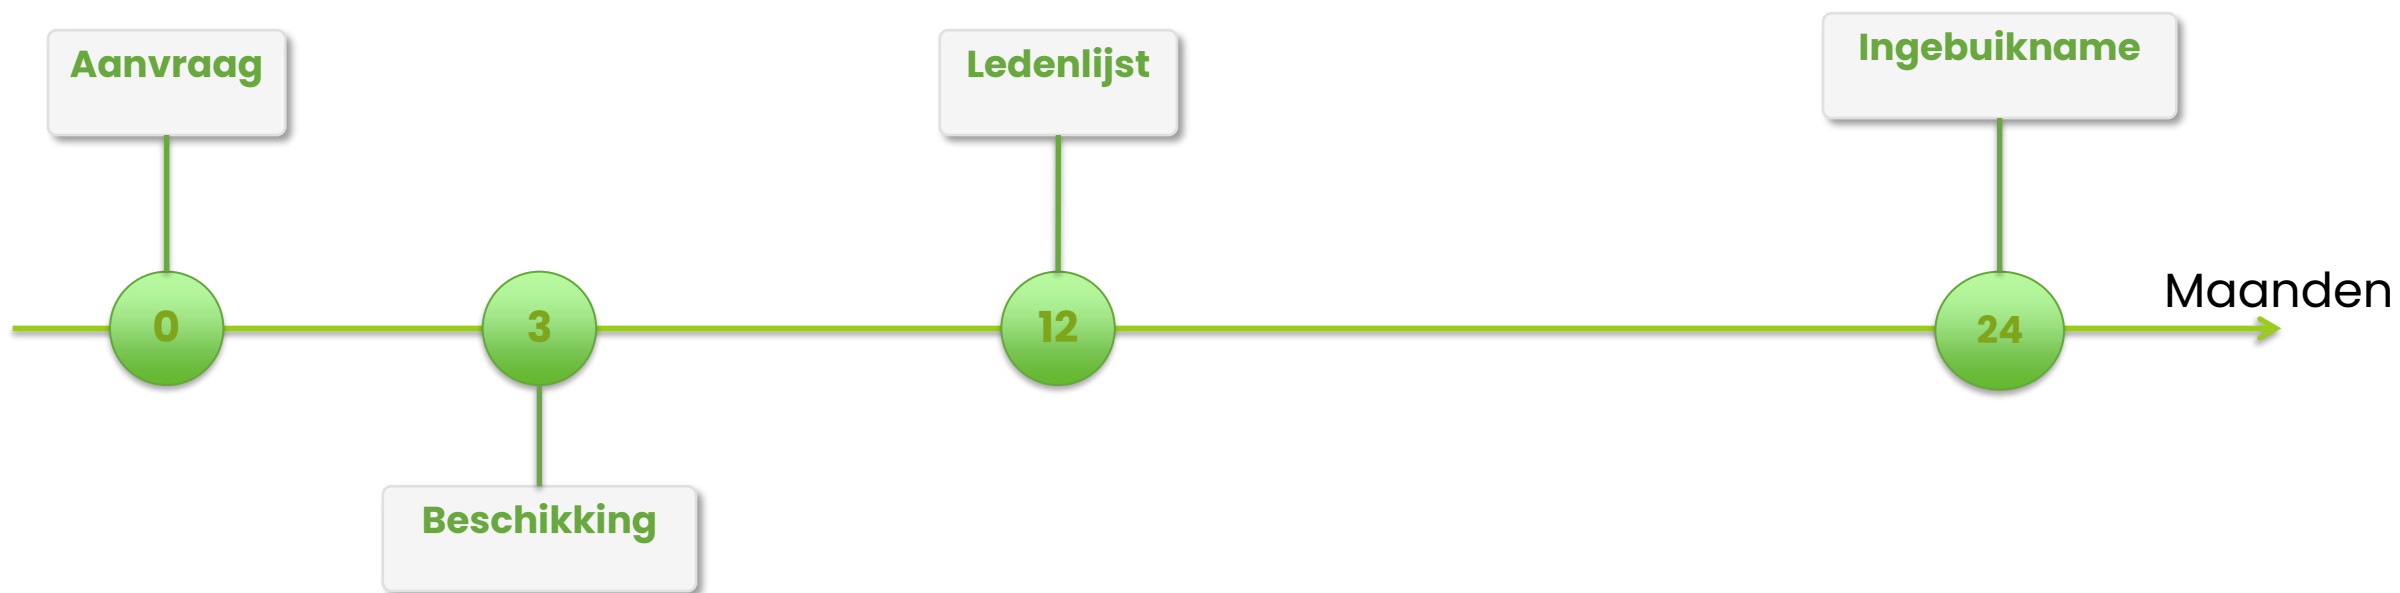 Aanvraag
Ledenlijst
Ingebuikname
Maanden
0
3
12
24
Beschikking